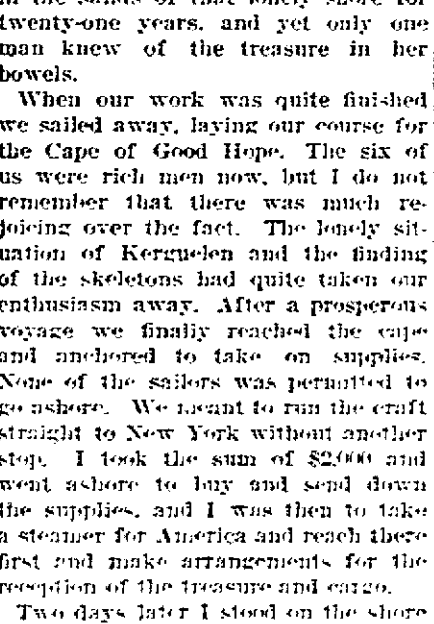 in the sands of that lonely shore for
twenty-one years, and yet only one
man knew of the treasure in her
bowels.
When our work was quite finished
we sailed away, laying our course for
the Cape of Good Hope. The six of
us were rich men now, but I do not
remember that there was much re-
joicing over the fact. The lonely sit-
uation of Kerguelen and the finding
of the skeletons had quite taken our
enthusiasm away. After a prosperous
voyage we finally reached the cape
and anchored to take on supplies.
None of the sailors was permitted to
go ashore. We meant to run the craft
straight to New York without another
stop. I took the sum of $2,000 and
went ashore to buy and send down
the supplies, and I was then to take
a steamer for America and reach there
first and make arrangements for the
reception of the treasure and cargo.
Two days later I stood on the shore